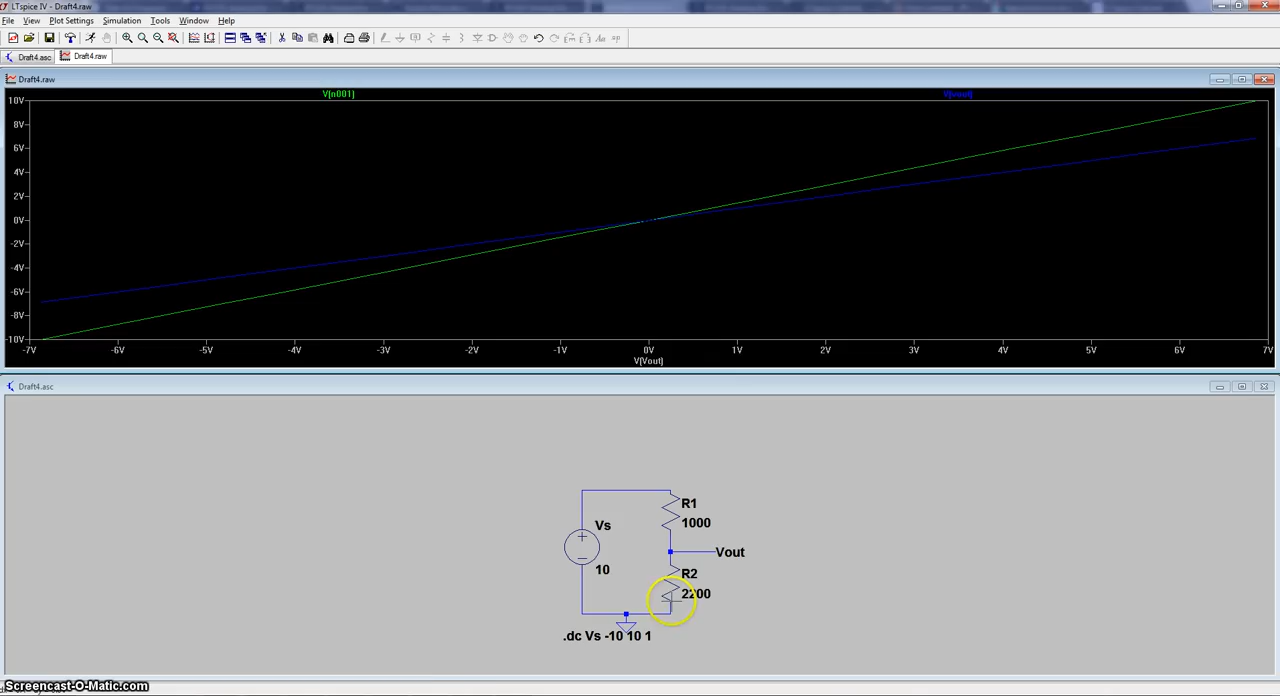 LTspice IV - Draft4.raw
File View Plot Settings Simulation Tools Window Help
Draft4.asc Draft4.raw
Draft4.raw
V(n001) V(vout)
10V
8V
6V
4V
2V
0V
-2V
-4V
-6V
-8V
-10V
-7V -6V -5V -4V -3V -2V -1V 0V 1V 2V 3V 4V 5V 6V 7V
V(Vout)
Draft4.asc
R1
1000
Vs
10
Vout
R2
2200
.dc Vs -10 10 1
Screencast-O-Matic.com